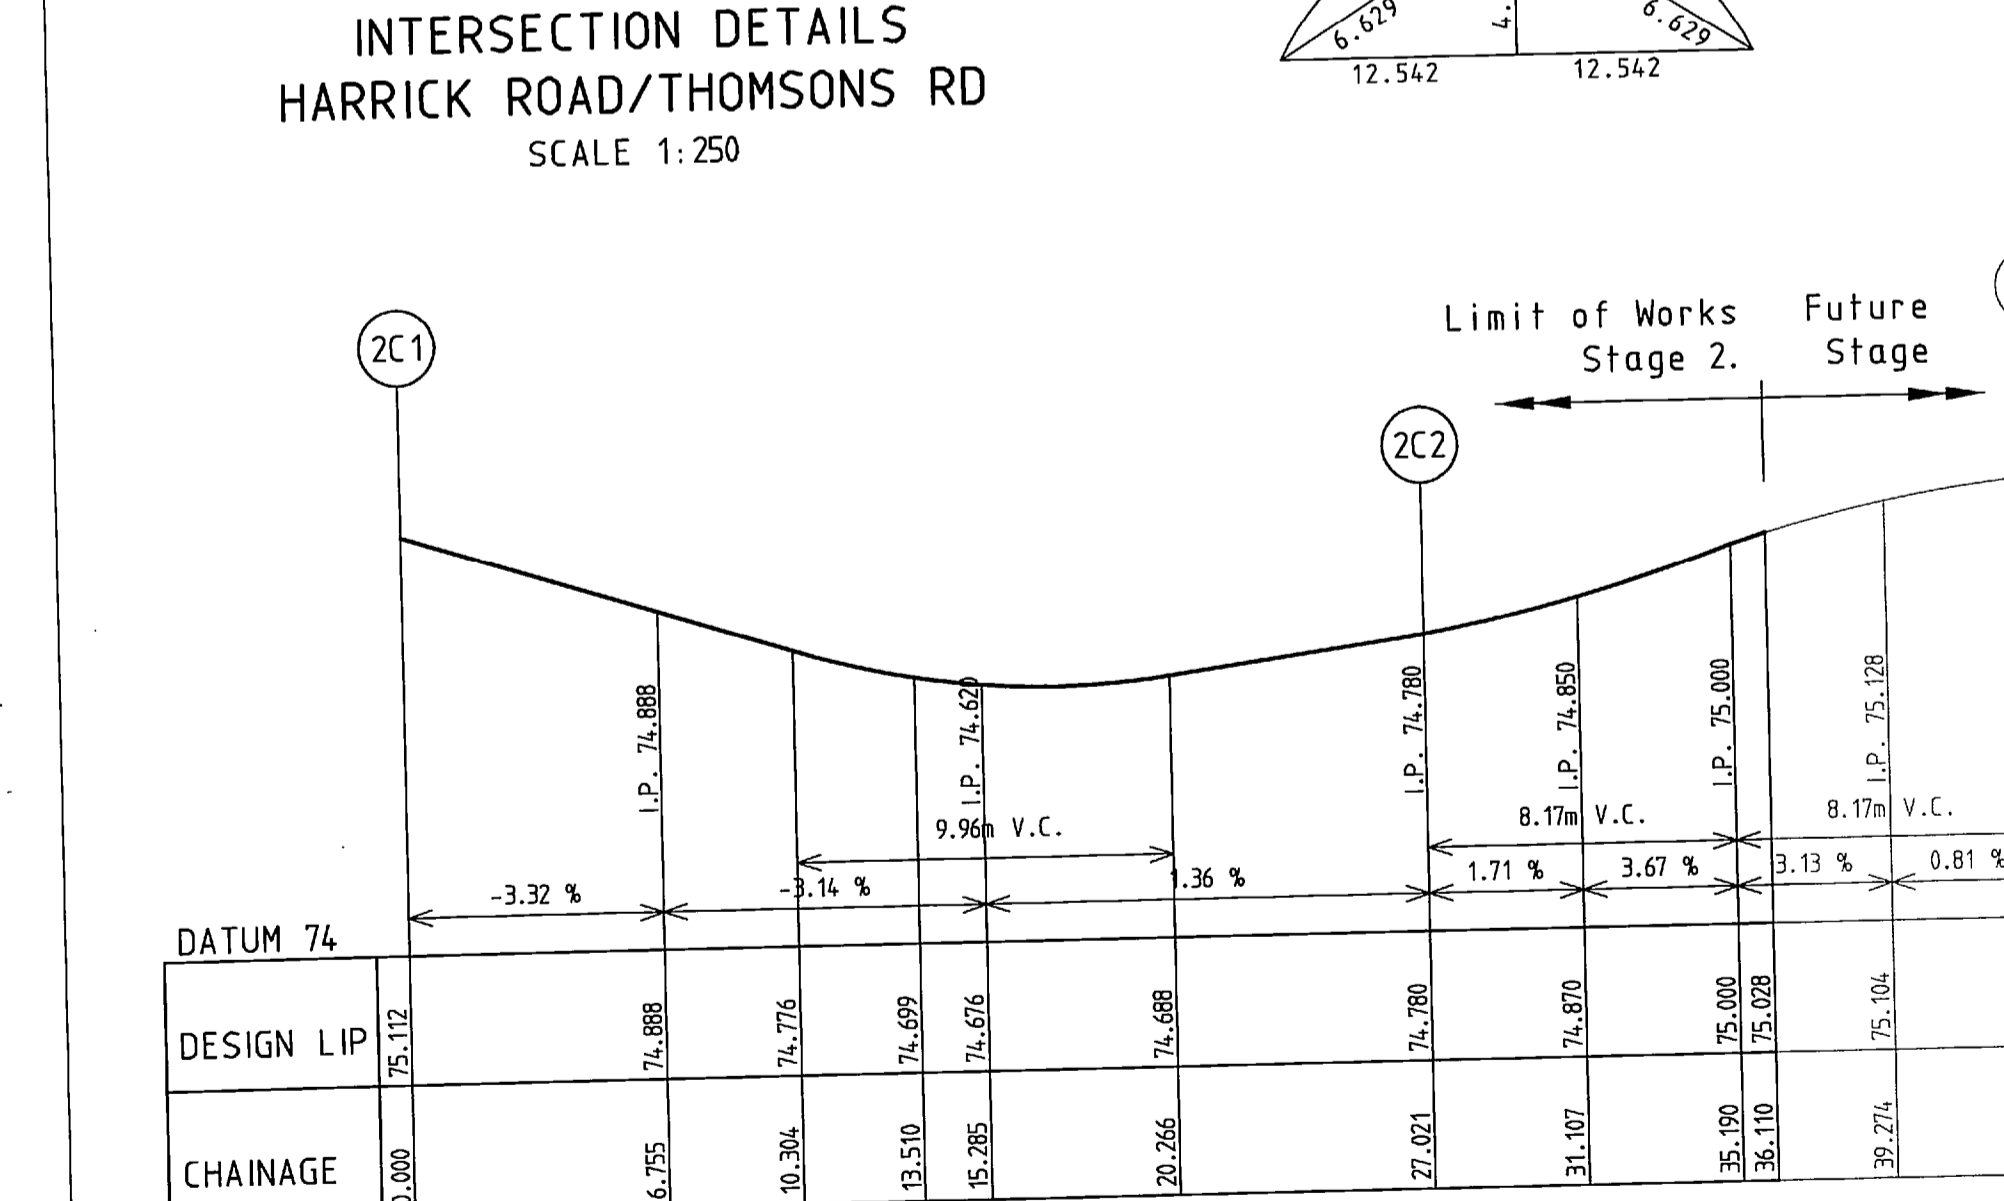 INTERSECTION DETAILS
HARRICK ROAD/THOMSONS RD
SCALE 1:250
6.629
4.
6.629
12.542
12.542
Limit of Works
Stage 2.
Future
Stage
2C1
2C2
I.P. 74.888
I.P. 74.620
I.P. 74.780
I.P. 74.850
I.P. 75.000
I.P. 75.128
9.96m V.C.
8.17m V.C.
8.17m V.C.
-3.32 %
-3.14 %
1.36 %
1.71 %
3.67 %
3.13 %
0.81 %
DATUM 74
DESIGN LIP 75.112 74.888 74.776 74.699 74.676 74.688 74.780 74.870 75.000 75.028 75.104
CHAINAGE 0.000 6.755 10.304 13.510 15.285 20.266 27.021 31.107 35.190 36.110 39.274